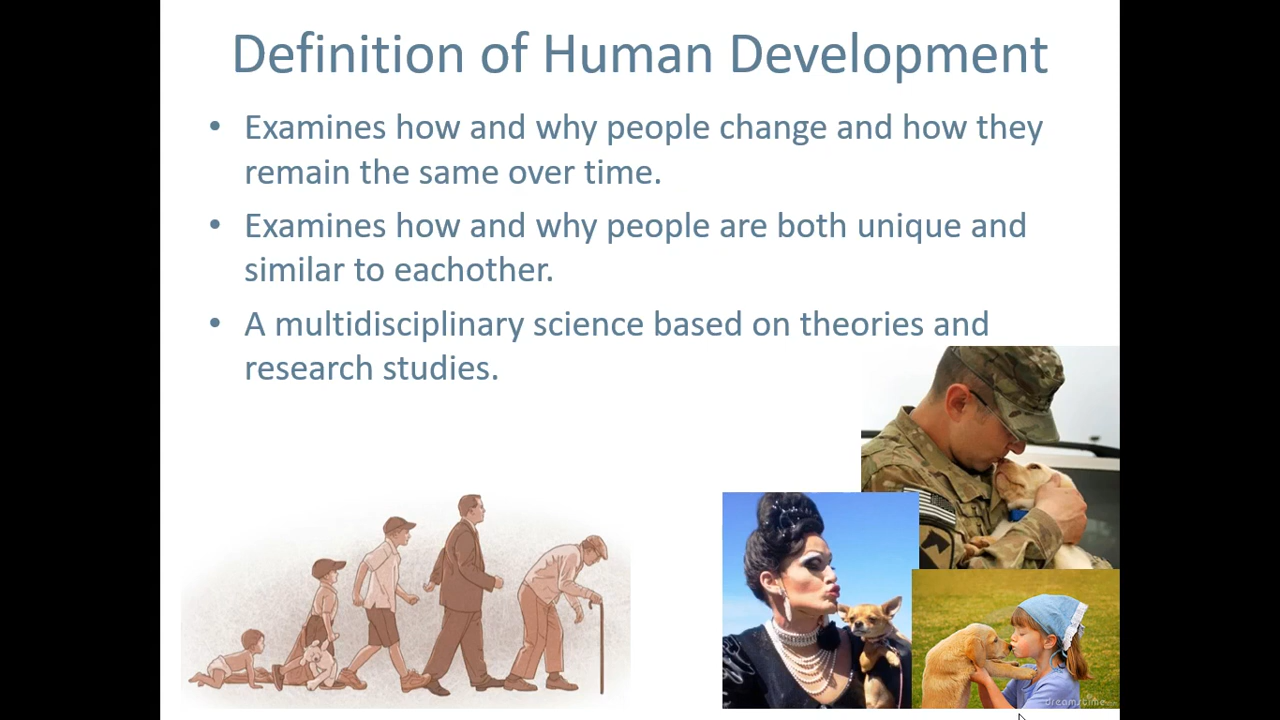 Definition of Human Development
• Examines how and why people change and how they
remain the same over time.
• Examines how and why people are both unique and
similar to eachother.
• A multidisciplinary science based on theories and
research studies.
dreamstime